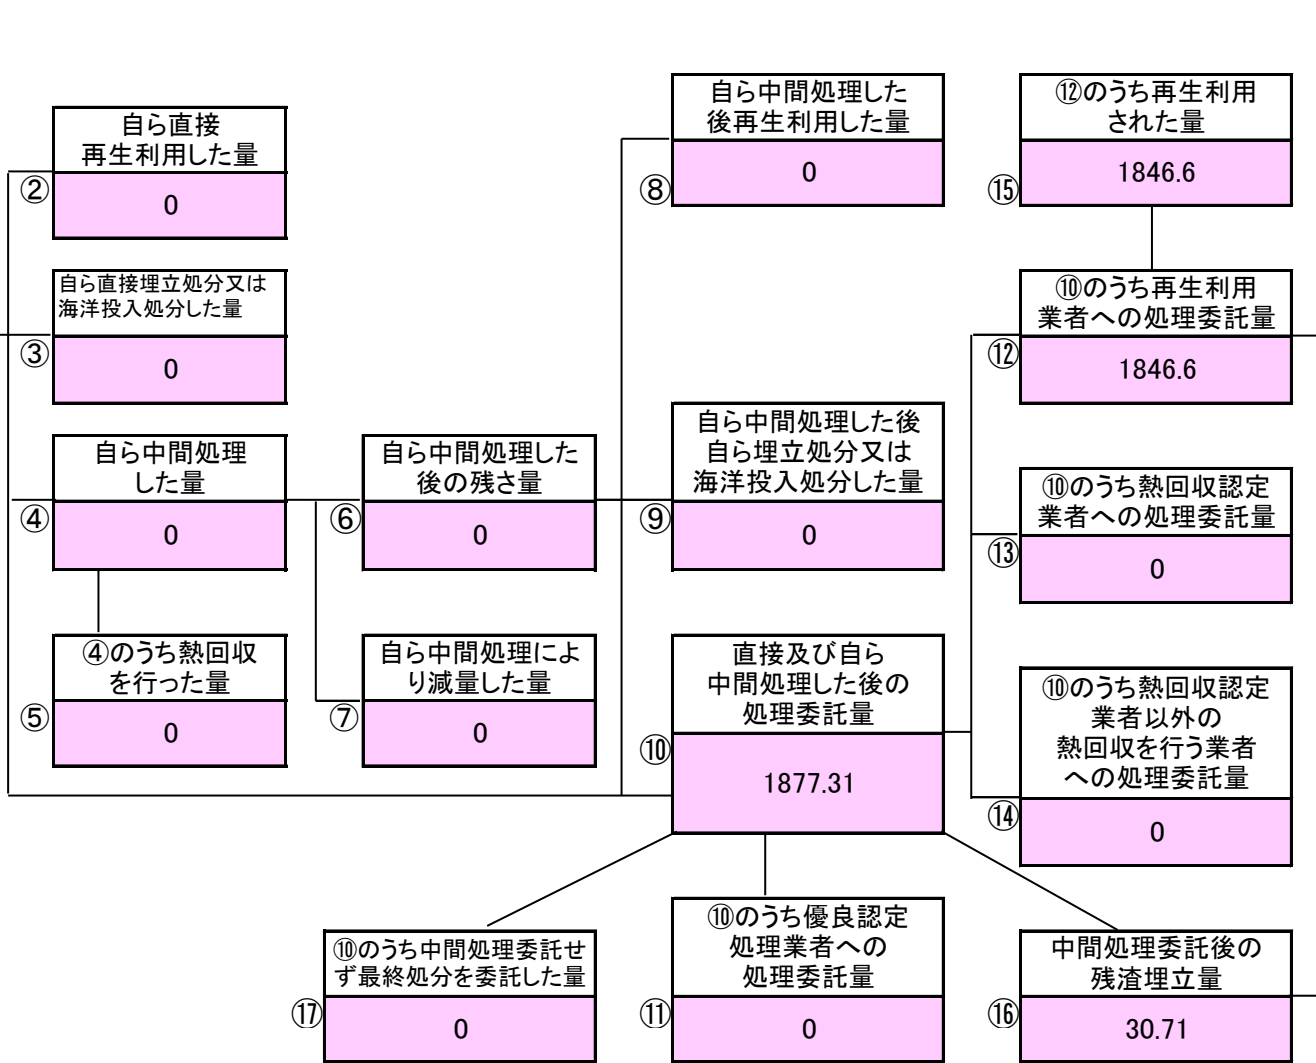 自ら直接
再生利用した量
②
0
自ら直接埋立処分又は
海洋投入処分した量
③
0
自ら中間処理
した量
④
0
④のうち熱回収
を行った量
⑤
0
自ら中間処理した
後の残さ量
⑥
0
自ら中間処理によ
り減量した量
⑦
0
自ら中間処理した
後再生利用した量
⑧
0
自ら中間処理した後
自ら埋立処分又は
海洋投入処分した量
⑨
0
直接及び自ら
中間処理した後の
処理委託量
⑩
1877.31
⑫のうち再生利用
された量
⑮
1846.6
⑩のうち再生利用
業者への処理委託量
⑫
1846.6
⑩のうち熱回収認定
業者への処理委託量
⑬
0
⑩のうち熱回収認定
業者以外の
熱回収を行う業者
への処理委託量
⑭
0
⑩のうち中間処理委託せ
ず最終処分を委託した量
⑰
0
⑩のうち優良認定
処理業者への
処理委託量
⑪
0
中間処理委託後の
残渣埋立量
⑯
30.71